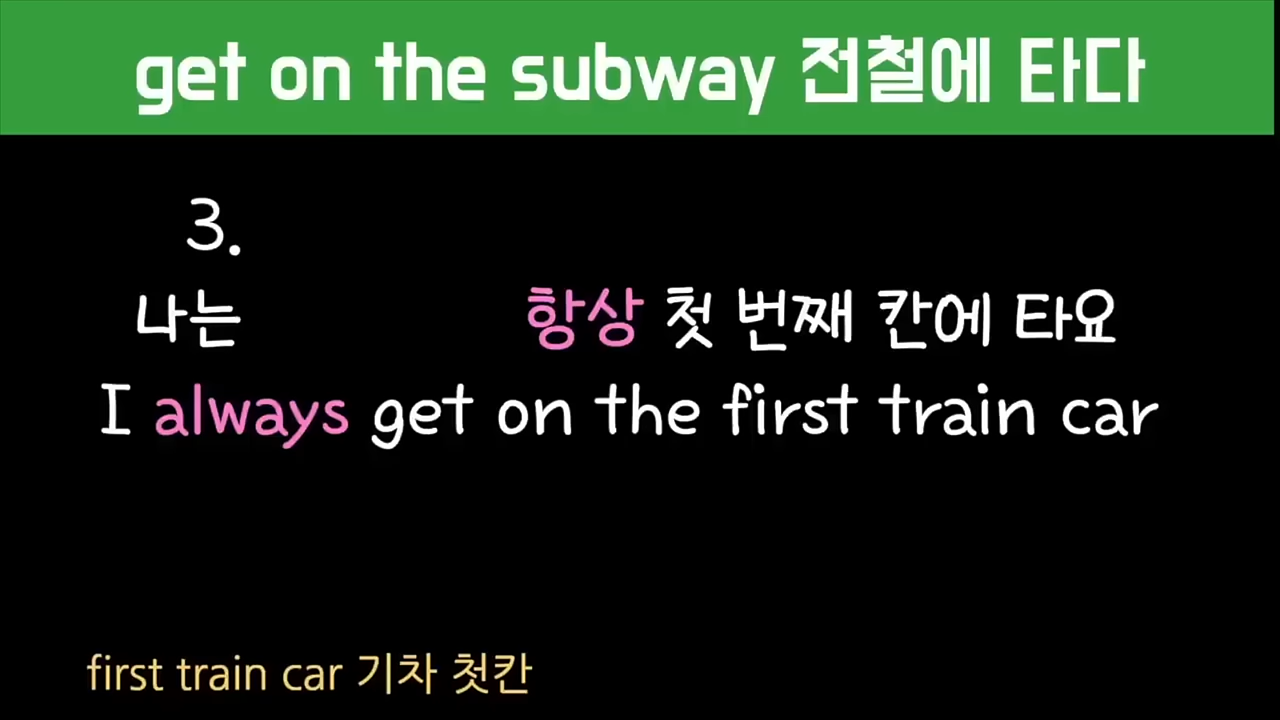 get on the subway 전철에 타다
3.
나는 항상 첫 번째 칸에 타요
I always get on the first train car
first train car 기차 첫칸